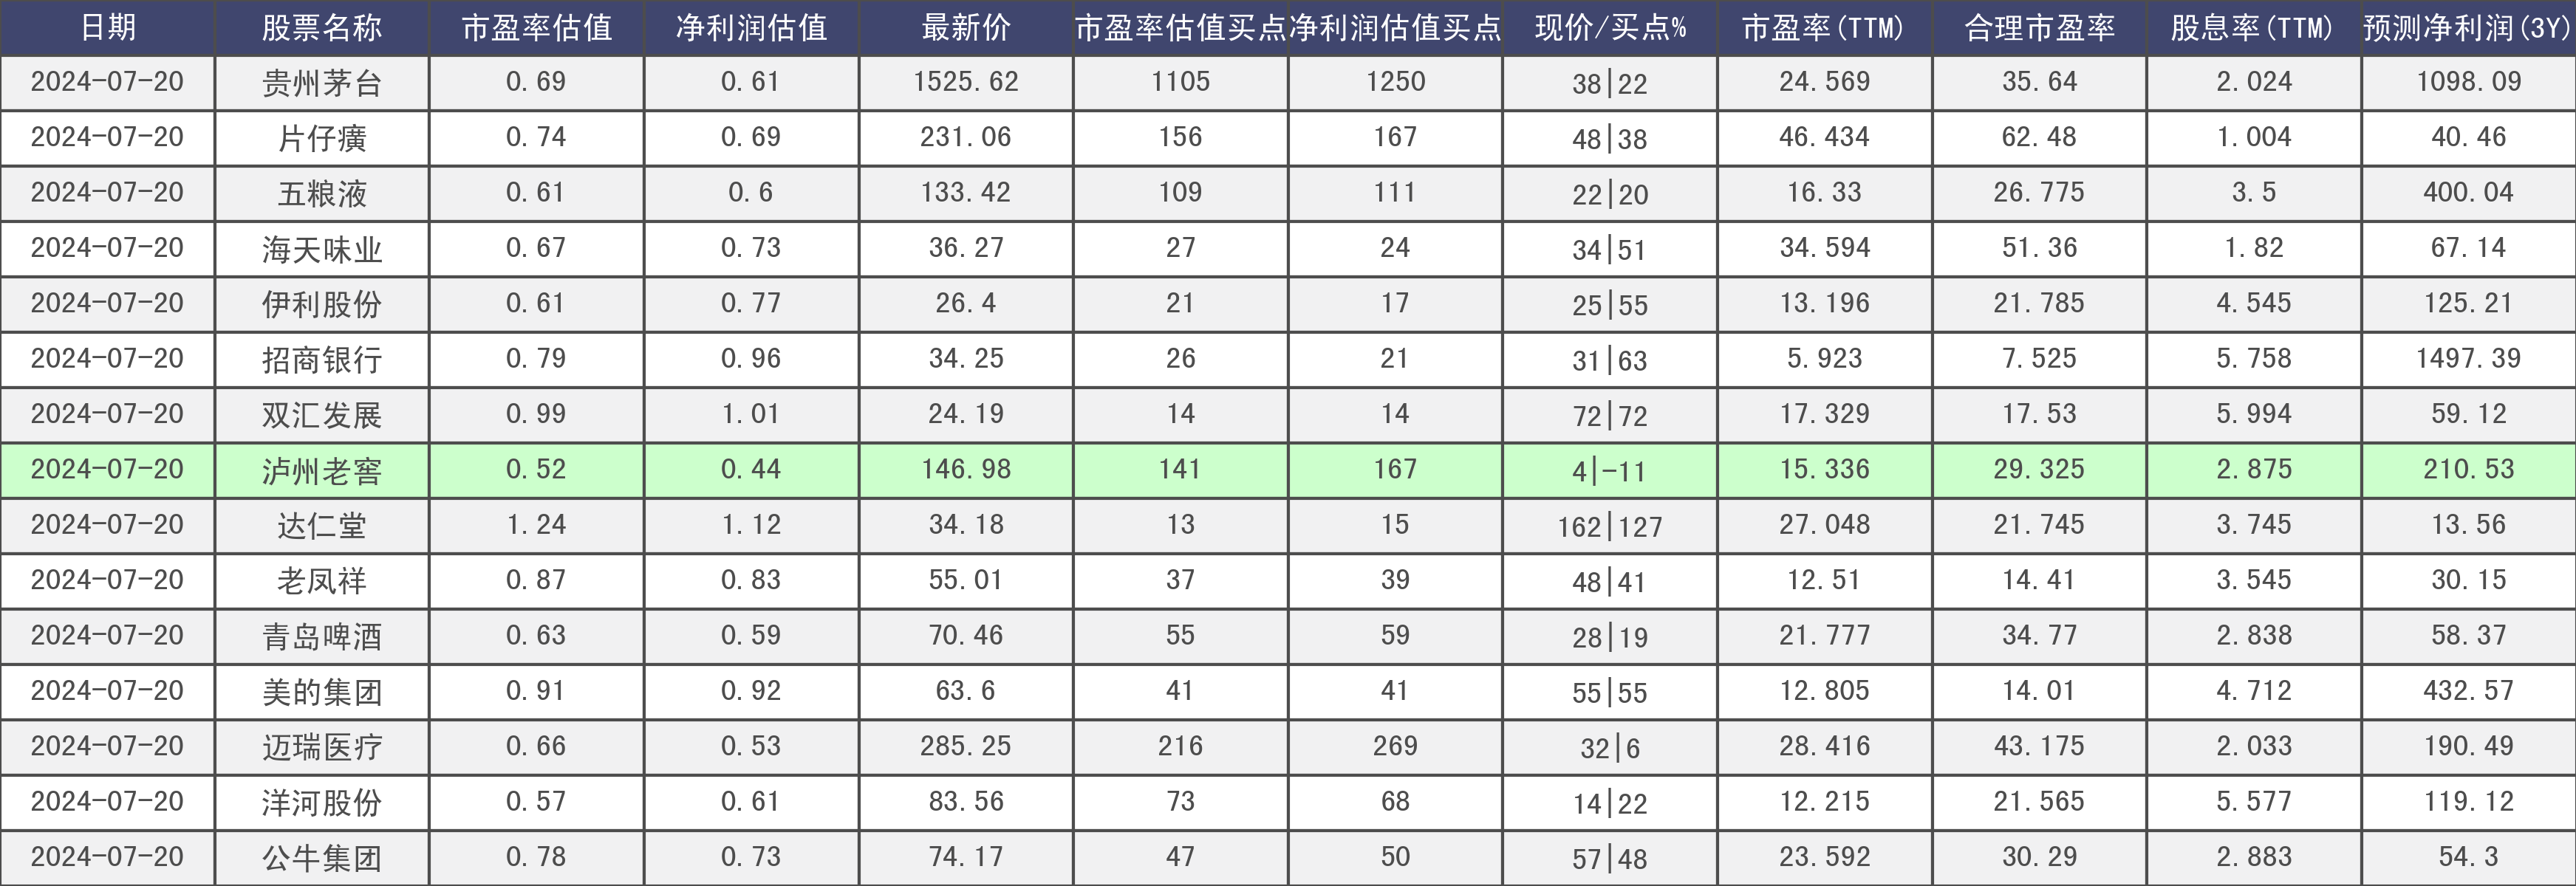 日期 股票名称 市盈率估值 净利润估值 最新价 市盈率估值买点 净利润估值买点 现价/买点% 市盈率(TTM) 合理市盈率 股息率(TTM) 预测净利润(3Y)
2024-07-20 贵州茅台 0.69 0.61 1525.62 1105 1250 38|22 24.569 35.64 2.024 1098.09
2024-07-20 片仔癀 0.74 0.69 231.06 156 167 48|38 46.434 62.48 1.004 40.46
2024-07-20 五粮液 0.61 0.6 133.42 109 111 22|20 16.33 26.775 3.5 400.04
2024-07-20 海天味业 0.67 0.73 36.27 27 24 34|51 34.594 51.36 1.82 67.14
2024-07-20 伊利股份 0.61 0.77 26.4 21 17 25|55 13.196 21.785 4.545 125.21
2024-07-20 招商银行 0.79 0.96 34.25 26 21 31|63 5.923 7.525 5.758 1497.39
2024-07-20 双汇发展 0.99 1.01 24.19 14 14 72|72 17.329 17.53 5.994 59.12
2024-07-20 泸州老窖 0.52 0.44 146.98 141 167 4|-11 15.336 29.325 2.875 210.53
2024-07-20 达仁堂 1.24 1.12 34.18 13 15 162|127 27.048 21.745 3.745 13.56
2024-07-20 老凤祥 0.87 0.83 55.01 37 39 48|41 12.51 14.41 3.545 30.15
2024-07-20 青岛啤酒 0.63 0.59 70.46 55 59 28|19 21.777 34.77 2.838 58.37
2024-07-20 美的集团 0.91 0.92 63.6 41 41 55|55 12.805 14.01 4.712 432.57
2024-07-20 迈瑞医疗 0.66 0.53 285.25 216 269 32|6 28.416 43.175 2.033 190.49
2024-07-20 洋河股份 0.57 0.61 83.56 73 68 14|22 12.215 21.565 5.577 119.12
2024-07-20 公牛集团 0.78 0.73 74.17 47 50 57|48 23.592 30.29 2.883 54.3